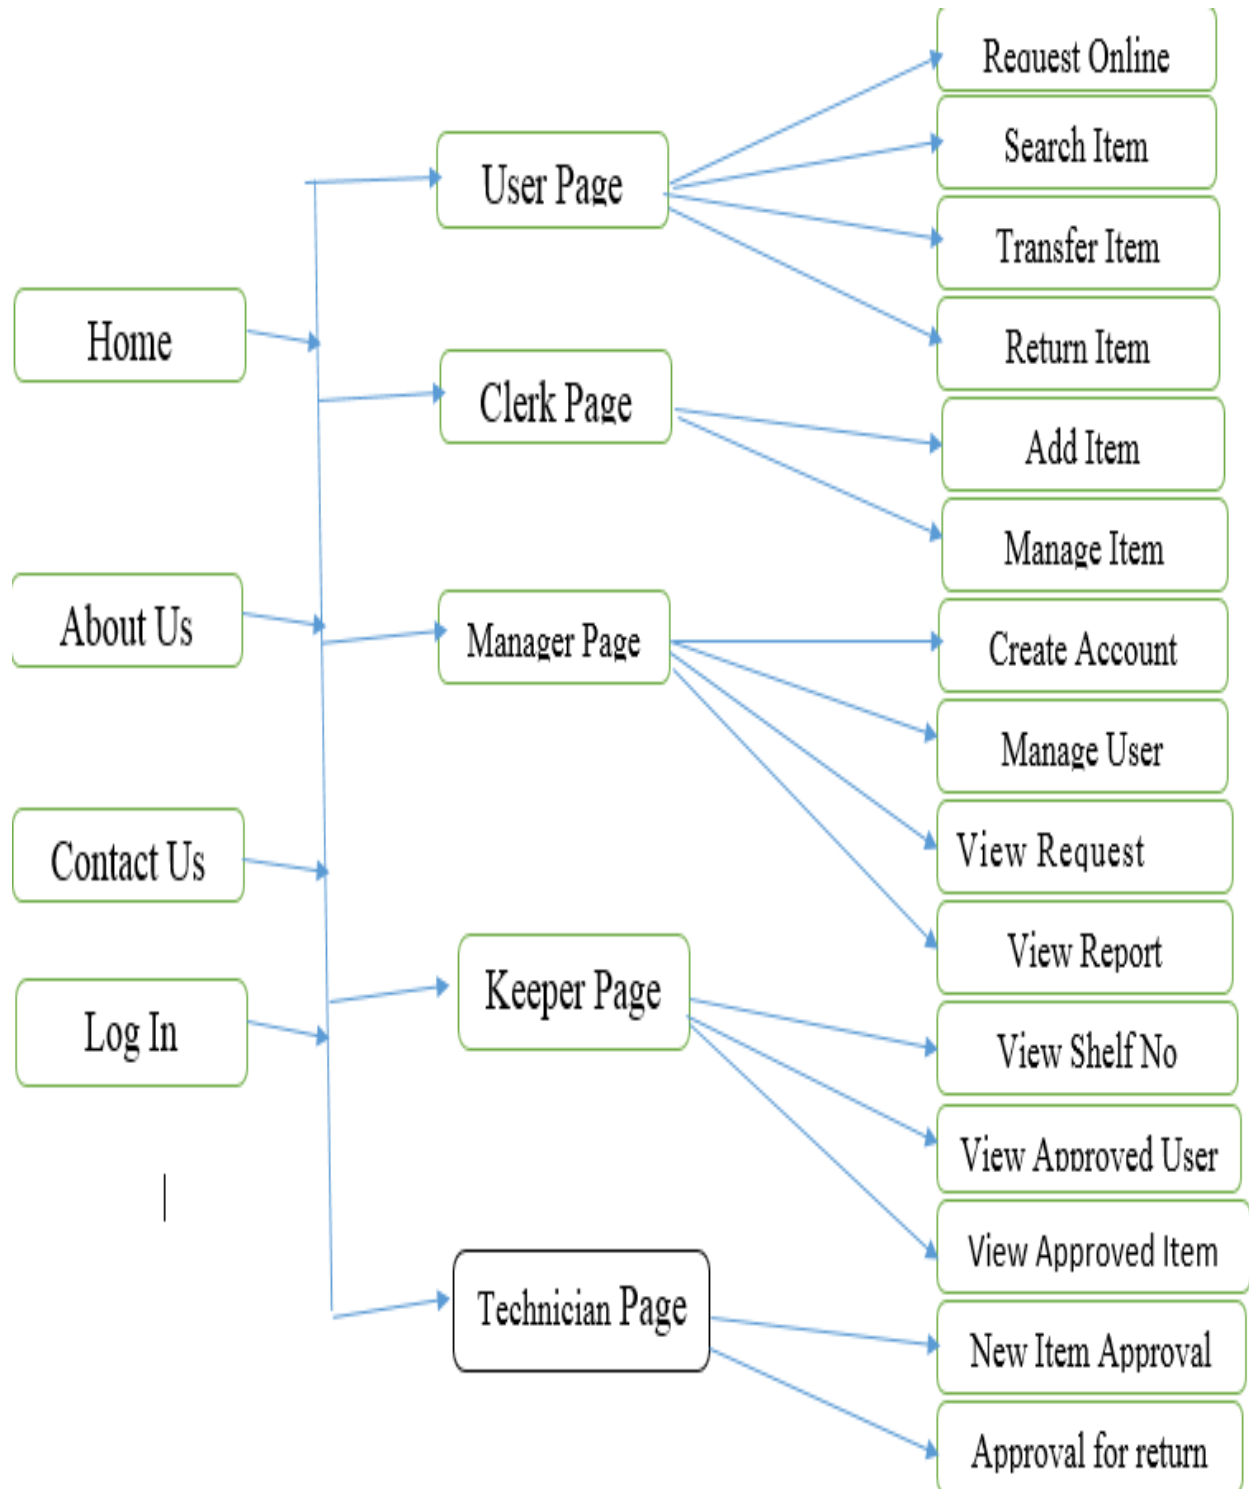 Home
About Us
Contact Us
Log In
User Page
Clerk Page
Manager Page
Keeper Page
Technician Page
Request Online
Search Item
Transfer Item
Return Item
Add Item
Manage Item
Create Account
Manage User
View Request
View Report
View Shelf No
View Approved User
View Approved Item
New Item Approval
Approval for return